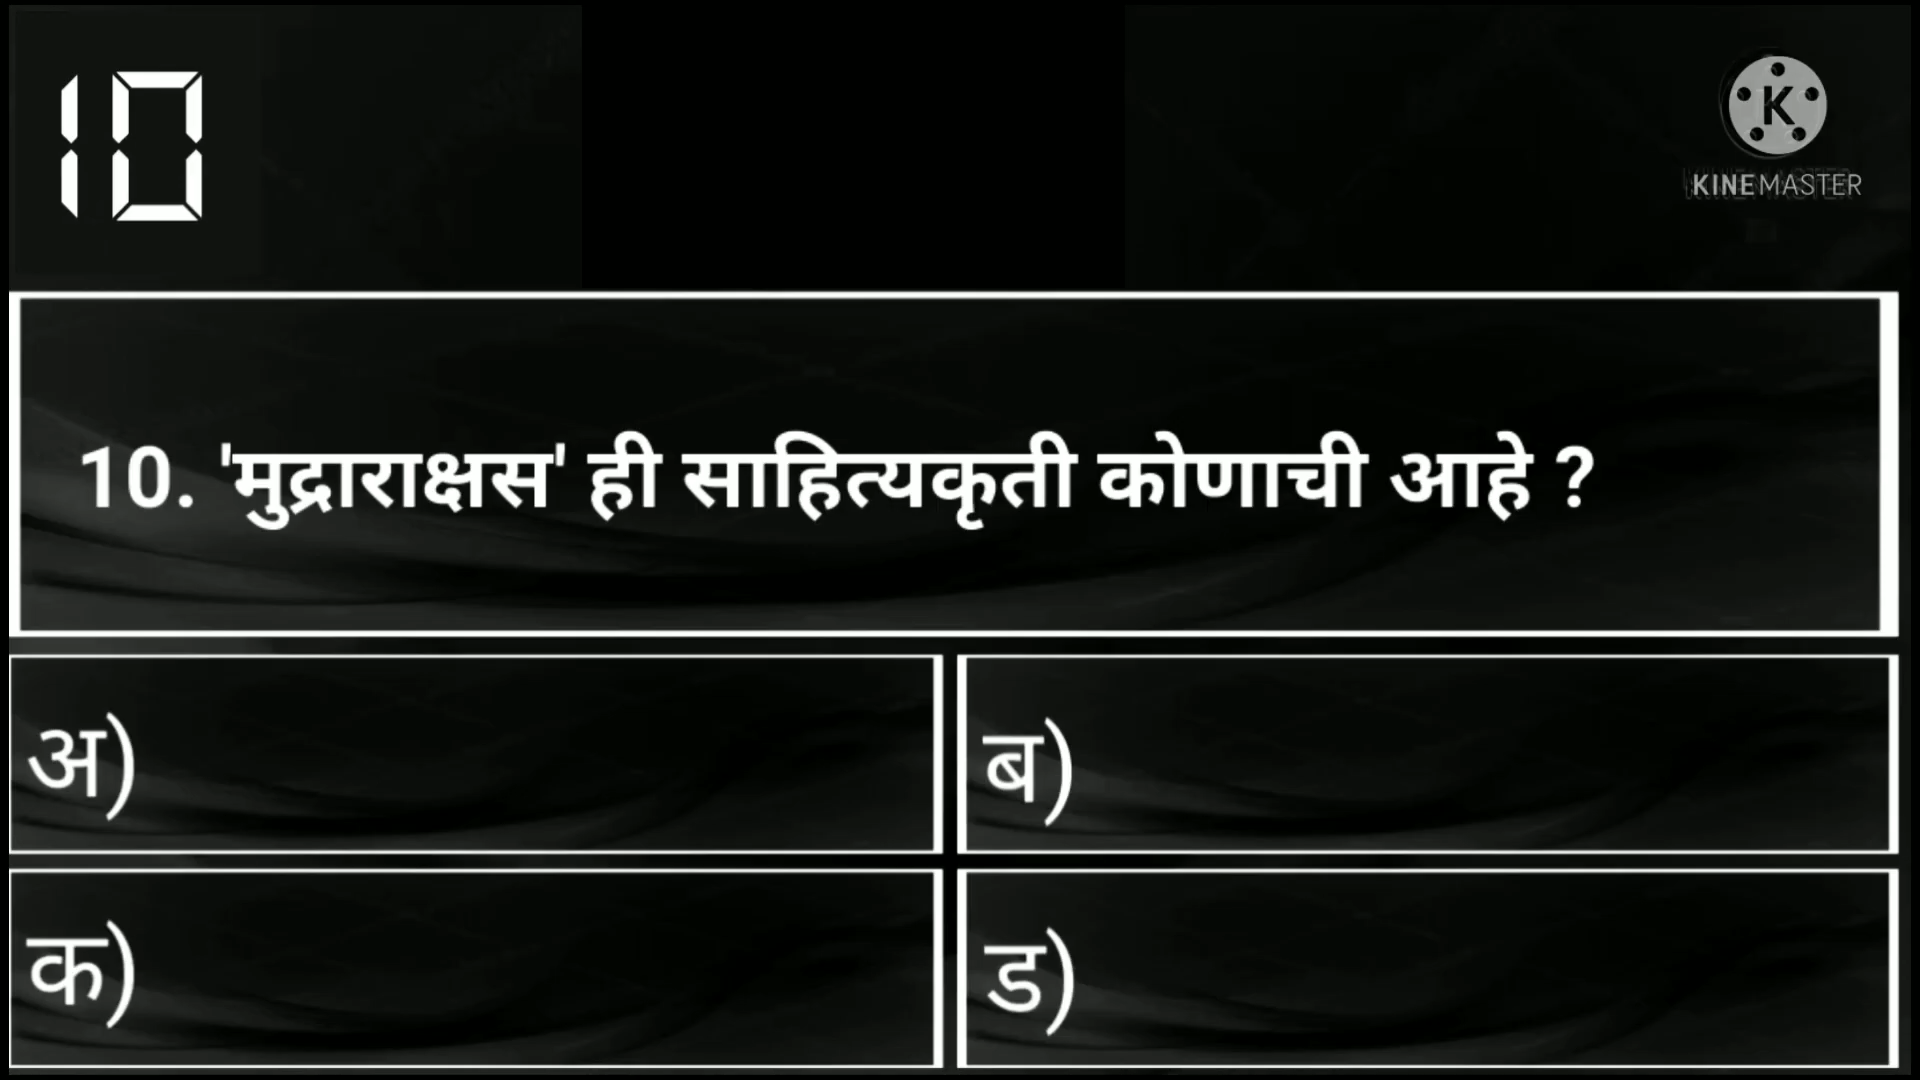 10
KINEMASTER
10. 'मुद्राराक्षस' ही साहित्यकृती कोणाची आहे ?
अ)
ब)
क)
ड)